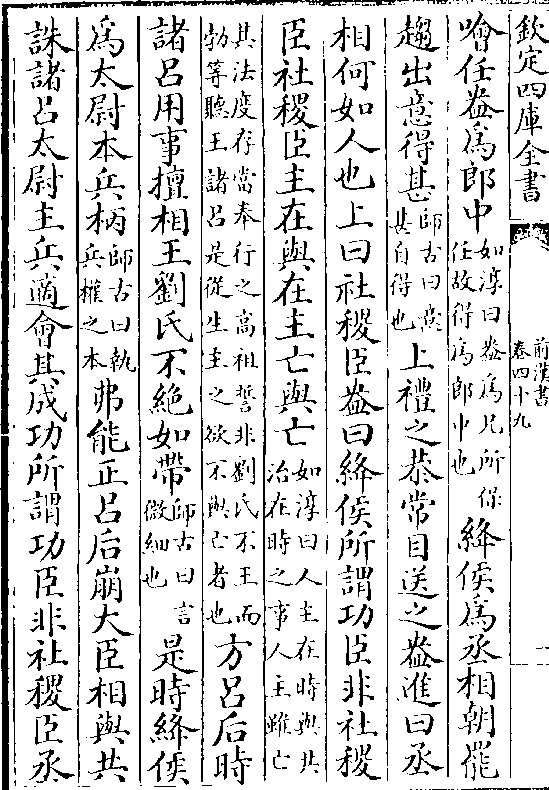 欽定四庫全書
前漢書
卷四十九
噲任盎爲郎中如淳曰盎爲兄所保任故得爲郎中也絳侯爲丞相朝罷
趨出意得甚師古曰意甚自得也上禮之恭常目送之盎進曰丞
相何如人也上曰社稷臣盎曰絳侯所謂功臣非社稷
臣社稷臣主在與在主亡與亡如淳曰人主在時與共治在時之事人主雖亡
其法度存當奉行之高祖誓非劉氏不王而勃等聽王諸呂是從生主之欲不與亡者也方呂后時
諸呂用事擅相王劉氏不絶如帶師古曰言微細也是時絳侯
爲太尉本兵柄師古曰執兵權之本弗能正呂后崩大臣相與共
誅諸呂太尉主兵適會其成功所謂功臣非社稷臣丞